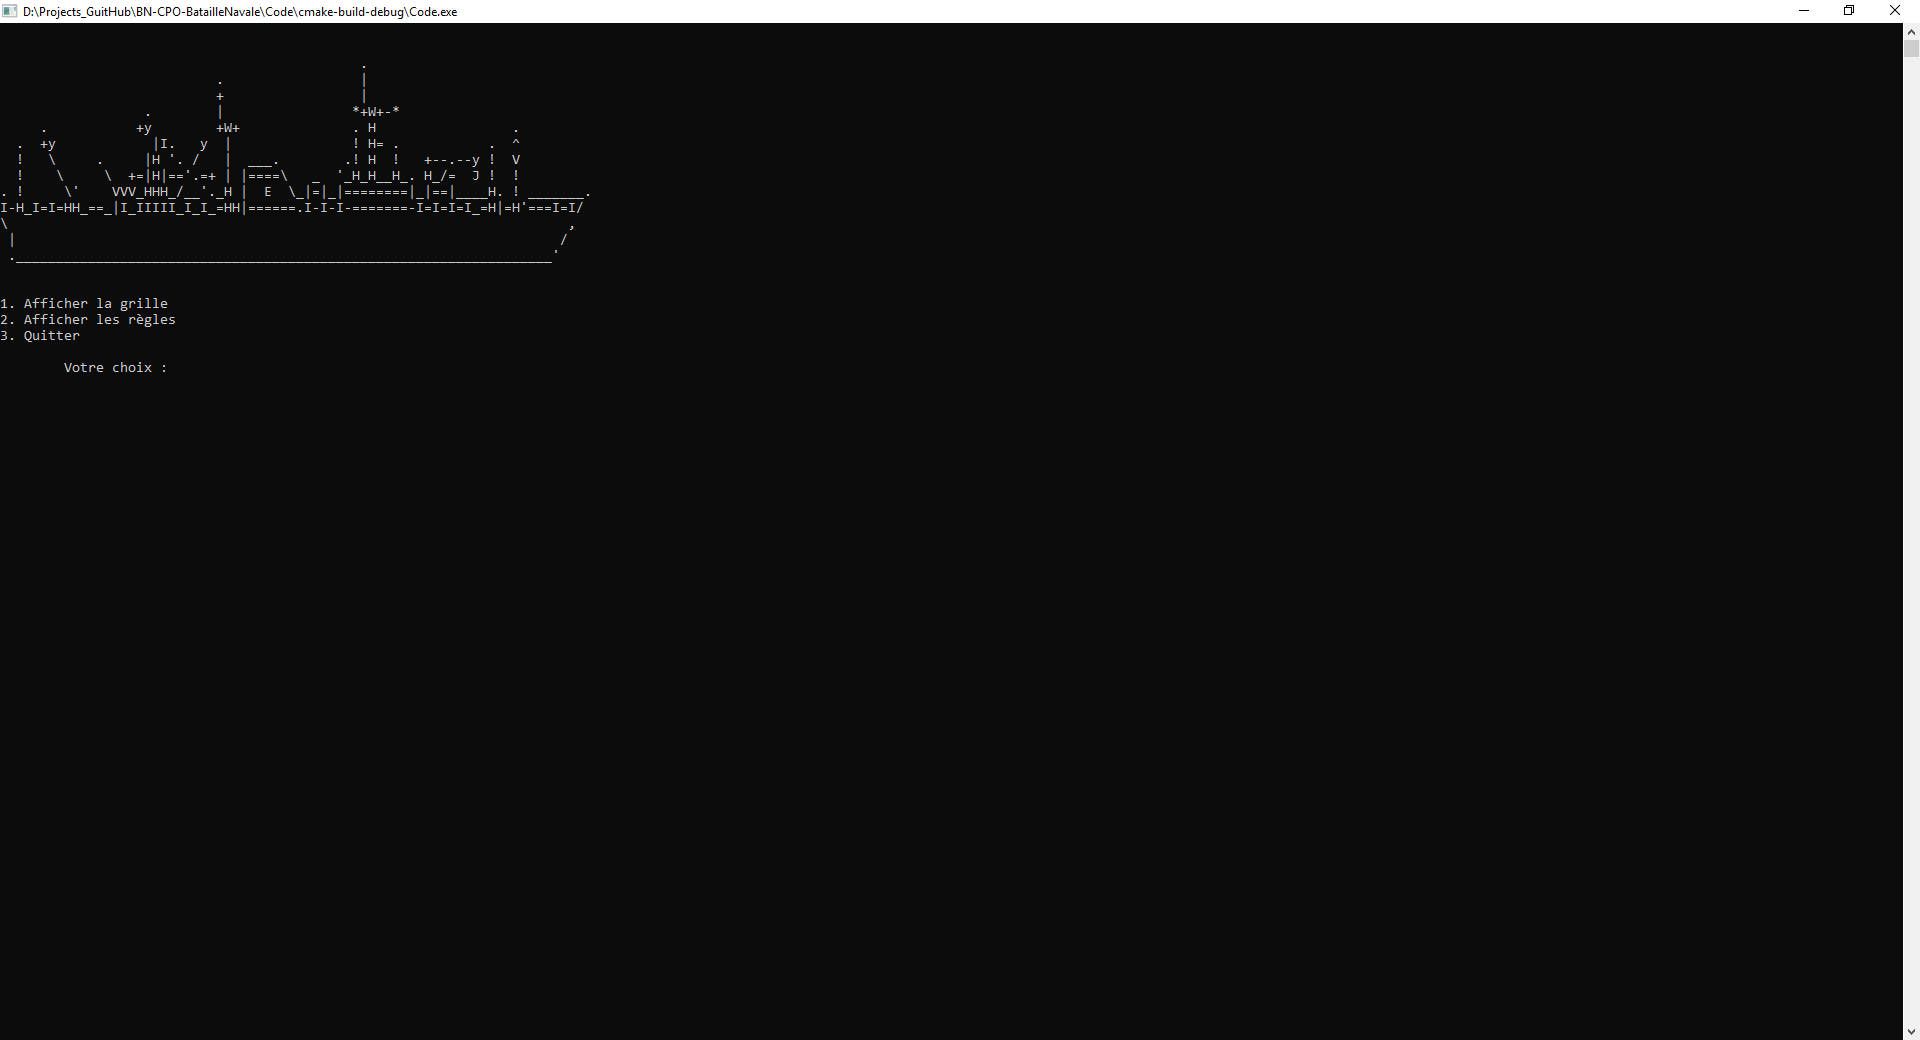 D:\Projects_GuitHub\BN-CPO-BatailleNavale\Code\cmake-build-debug\Code.exe
                                             .
                           .                 |
                           +                 |
                  .        |                *+W+-*
     .           +y        +W+              . H                 .
  .  +y            |I.   y  |               ! H= .           .  ^
  !   \     .     |H '. /   |  ___.        .! H  !   +--.--y !  V
  !    \     \  +=|H|=='.=+ | |====\   _  '_H_H__H_. H_/=  J !  !
. !     \'    VVV_HHH_/__'._H |  E  \_|=|_|========|_|==|____H. ! _______.
I-H_I=I=HH_==_|I_IIIII_I_I_=HH|======.I-I-I-=======-I=I=I=I_=H|=H'===I=I/
\                                                                      ,
 |                                                                    /
 .___________________________________________________________________'
1. Afficher la grille
2. Afficher les règles
3. Quitter
        Votre choix :